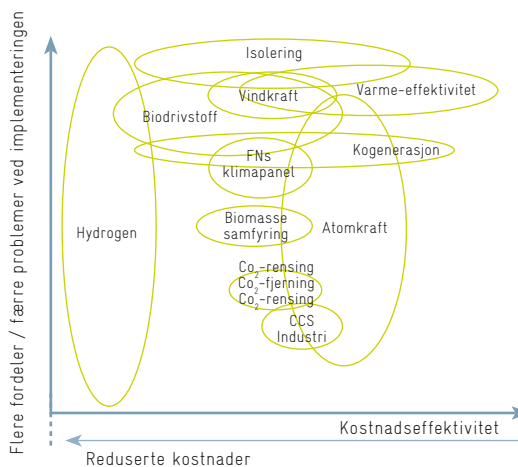 Flere fordeler / færre problemer ved implementeringen
Isolering
Varme-effektivitet
Vindkraft
Biodrivstoff
Kogenerasjon
FNs
klimapanel
Biomasse
samfyring
Hydrogen
Atomkraft
Co₂-rensing
Co₂-fjerning
Co₂-rensing
CCS
Industri
Kostnadseffektivitet
Reduserte kostnader